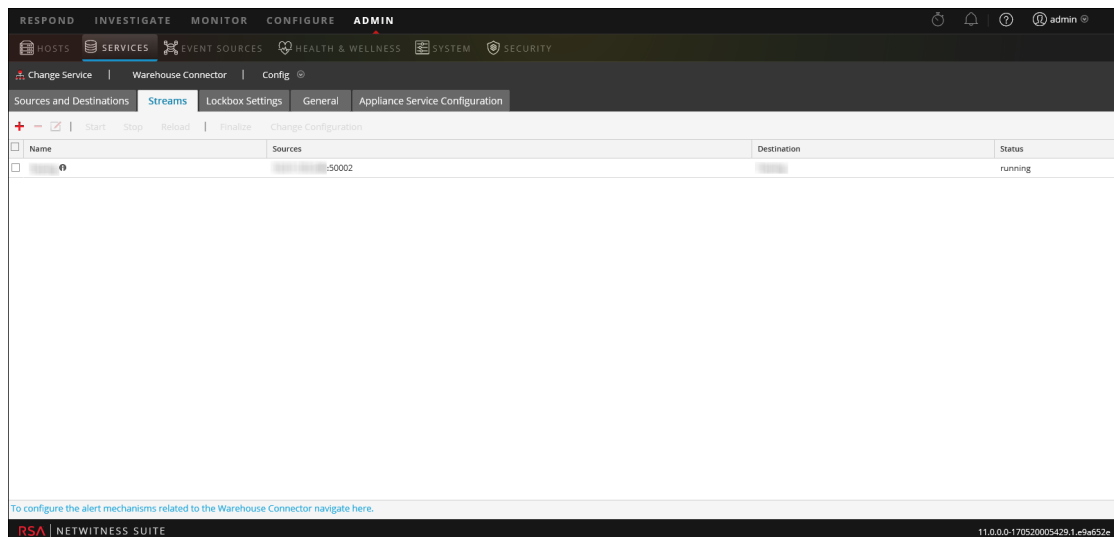 RESPOND INVESTIGATE MONITOR CONFIGURE ADMIN admin
HOSTS SERVICES EVENT SOURCES HEALTH & WELLNESS SYSTEM SECURITY
Change Service | Warehouse Connector | Config
Sources and Destinations Streams Lockbox Settings General Appliance Service Configuration
Start Stop Reload | Finalize Change Configuration
Name Sources Destination Status
:50002 running
To configure the alert mechanisms related to the Warehouse Connector navigate here.
RSA | NETWITNESS SUITE 11.0.0.0-170520005429.1.e9a652e